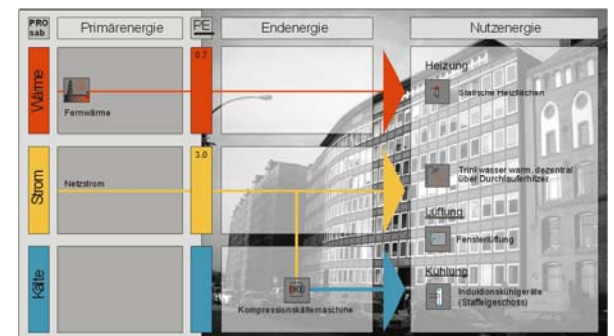 PRO
sab
Primärenergie
PE
Endenergie
Nutzenergie
Wärme
0.7
Fernwärme
Heizung
Statische Heizflächen
Strom
3.0
Netzstrom
Trinkwasser warm, dezentral
über Durchlauferhitzer
Lüftung
Fensterlüftung
Kälte
Kompressionskältemaschine
Kühlung
Induktionskühlgeräte
(Staffelgeschoss)